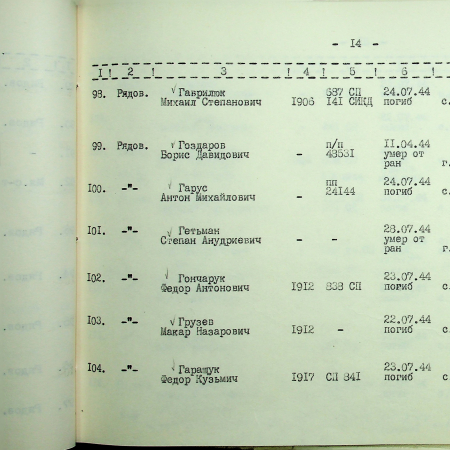 - 14 -
1 ! 2 ! 3 ! 4 ! 5 ! 6 !
98. Рядов. Гаврилюк 687 СП 24.07.44
Михаил Степанович 1906 141 СИКД погиб с.
99. Рядов. Гоздаров п/п 11.04.44
Борис Давидович - 48531 умер от
ран г.
100. -"- Гарус пп 24.07.44
Антон Михайлович - 24144 погиб с.
101. -"- Гетьман 28.07.44
Степан Анудриевич - - умер от
ран г.
102. -"- Гончарук 23.07.44
Федор Антонович 1912 838 СП погиб с.
103. -"- Грузев 22.07.44
Макар Назарович 1912 - погиб с.
104. -"- Гаращук 23.07.44
Федор Кузьмич 1917 СП 841 погиб с.